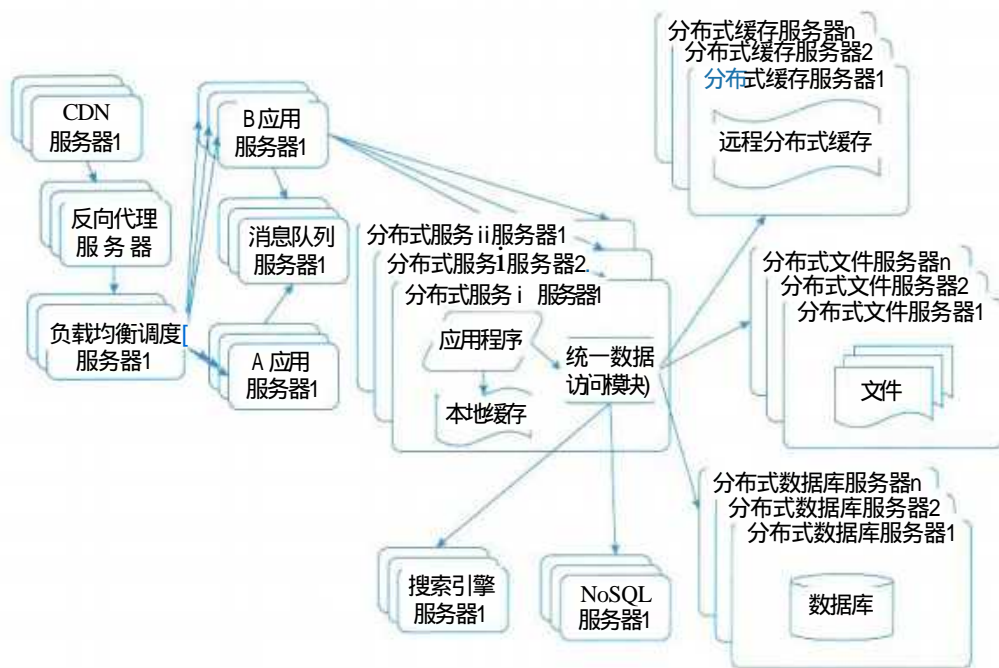 CDN
服务器1
反向代理
服 务 器
负载均衡调度[
服务器1
B 应用
服务器1
消息队列
服务器1
A 应用
服务器1
分布式服务 ii服务器1
分布式服务i服务器2.
分布式服务 i 服务器1
应用程序
本地缓存
统一数据
访问模块)
搜索引擎
服务器1
NoSQL
服务器1
分布式缓存服务器n
分布式缓存服务器2
分布式缓存服务器1
远程分布式缓存
分布式文件服务器n
分布式文件服务器2
分布式文件服务器1
文件
分布式数据库服务器n
分布式数据库服务器2
分布式数据库服务器1
数据库